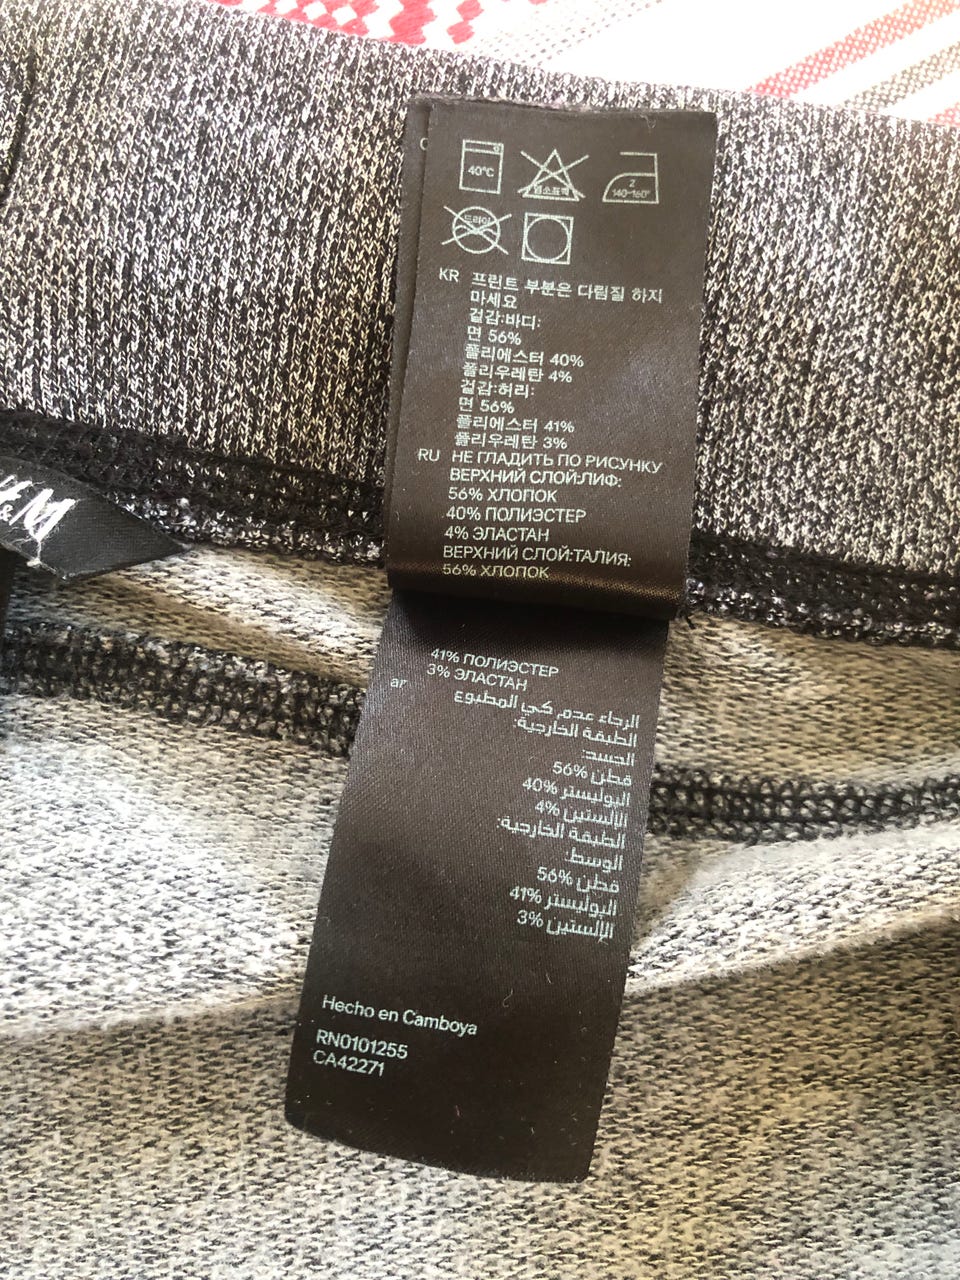 40°C
염소표백
2
140-160°
드라이
KR 프린트 부분은 다림질 하지
마세요
겉감:바디:
면 56%
폴리에스터 40%
폴리우레탄 4%
겉감:허리:
면 56%
폴리에스터 41%
폴리우레탄 3%
RU НЕ ГЛАДИТЬ ПО РИСУНКУ
ВЕРХНИЙ СЛОЙ:ЛИФ:
56% ХЛОПОК
40% ПОЛИЭСТЕР
4% ЭЛАСТАН
ВЕРХНИЙ СЛОЙ:ТАЛИЯ:
56% ХЛОПОК
41% ПОЛИЭСТЕР
3% ЭЛАСТАН
ar
الرجاء عدم كي المطبوع
الطبقة الخارجية:
الجسد:
قطن 56%
البوليستر 40%
الإلستين 4%
الطبقة الخارجية:
الوسط:
قطن 56%
البوليستر 41%
الإلستين 3%
Hecho en Camboya
RN0101255
CA42271
H&M